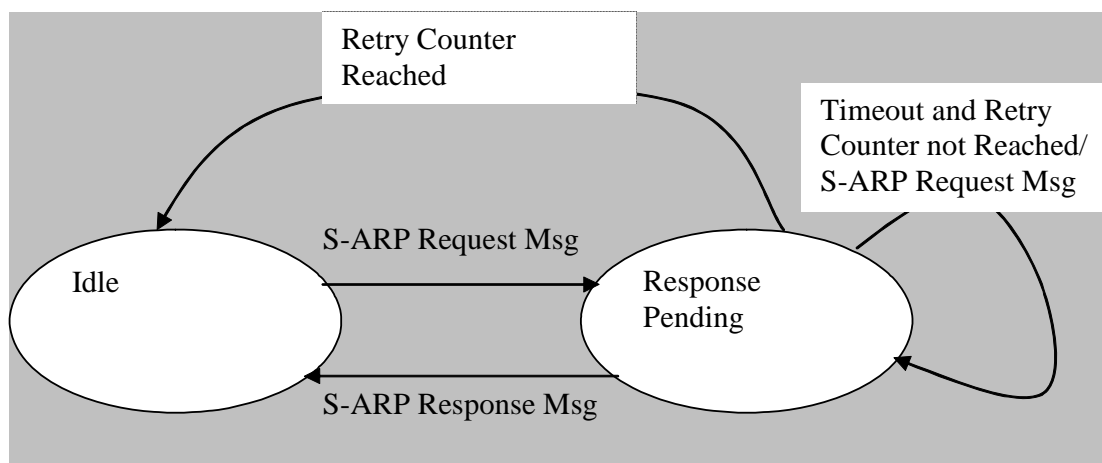 Retry Counter
Reached
Timeout and Retry
Counter not Reached/
S-ARP Request Msg
S-ARP Request Msg
Idle
Response
Pending
S-ARP Response Msg